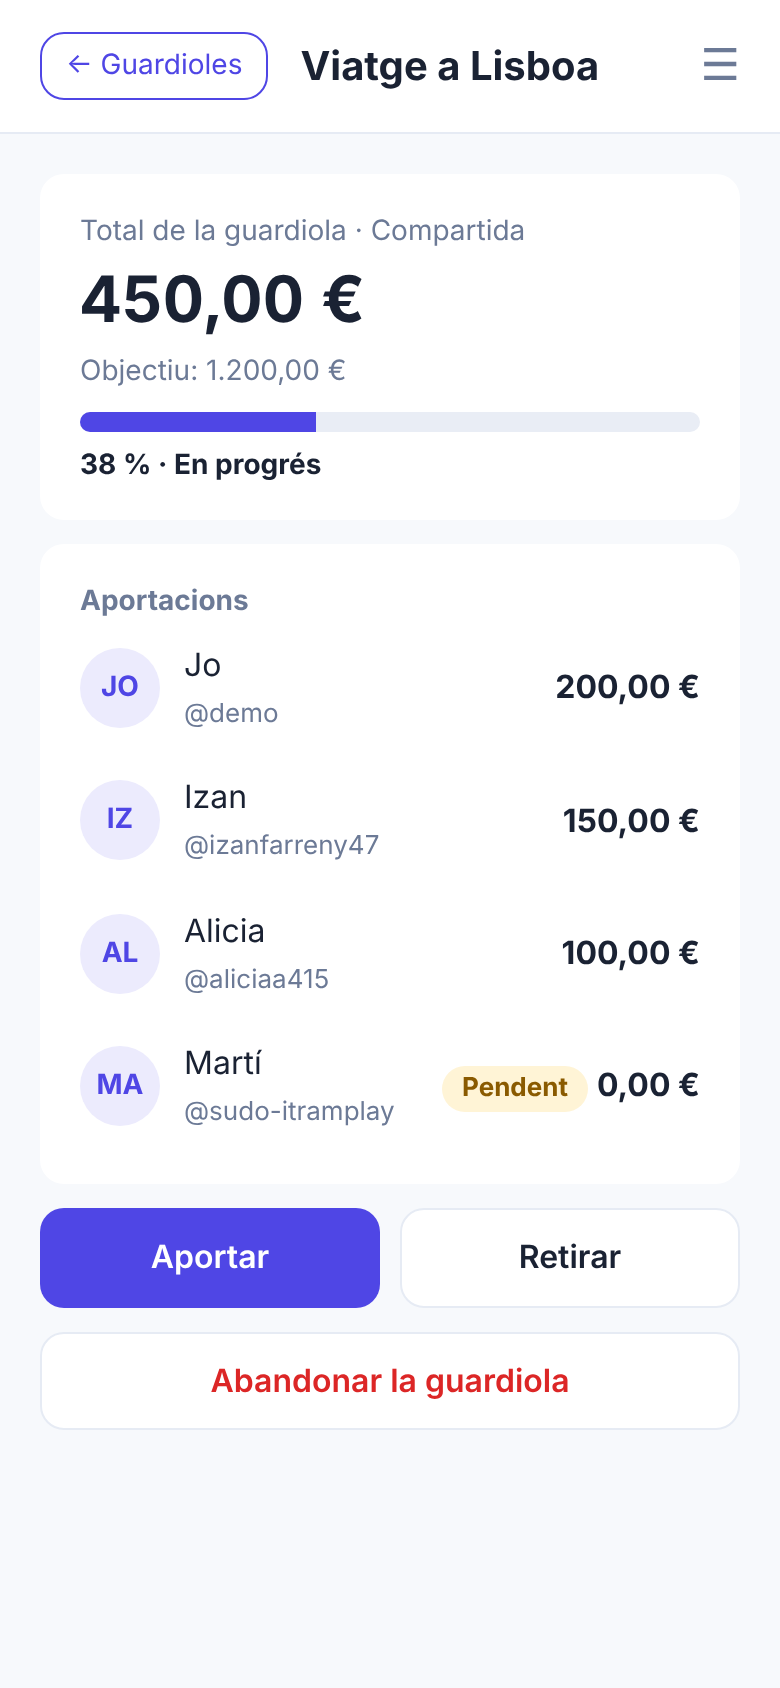 ← Guardioles
Viatge a Lisboa
Total de la guardiola · Compartida
450,00 €
Objectiu: 1.200,00 €
38 % · En progrés
Aportacions
JO
Jo
200,00 €
@demo
IZ
Izan
150,00 €
@izanfarreny47
AL
Alicia
100,00 €
@aliciaa415
MA
Martí
Pendent 0,00 €
@sudo-itramplay
Aportar
Retirar
Abandonar la guardiola